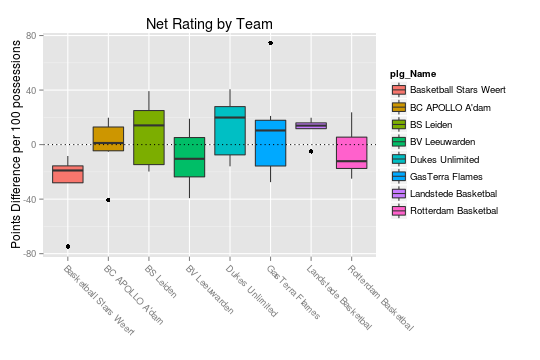 Net Rating by Team
Points Difference per 100 possessions
80
40
0
-40
-80
Basketball Stars Weert
BC APOLLO A'dam
BS Leiden
BV Leeuwarden
Dukes Unlimited
GasTerra Flames
Landstede Basketbal
Rotterdam Basketbal
plg_Name
Basketball Stars Weert
BC APOLLO A'dam
BS Leiden
BV Leeuwarden
Dukes Unlimited
GasTerra Flames
Landstede Basketbal
Rotterdam Basketbal